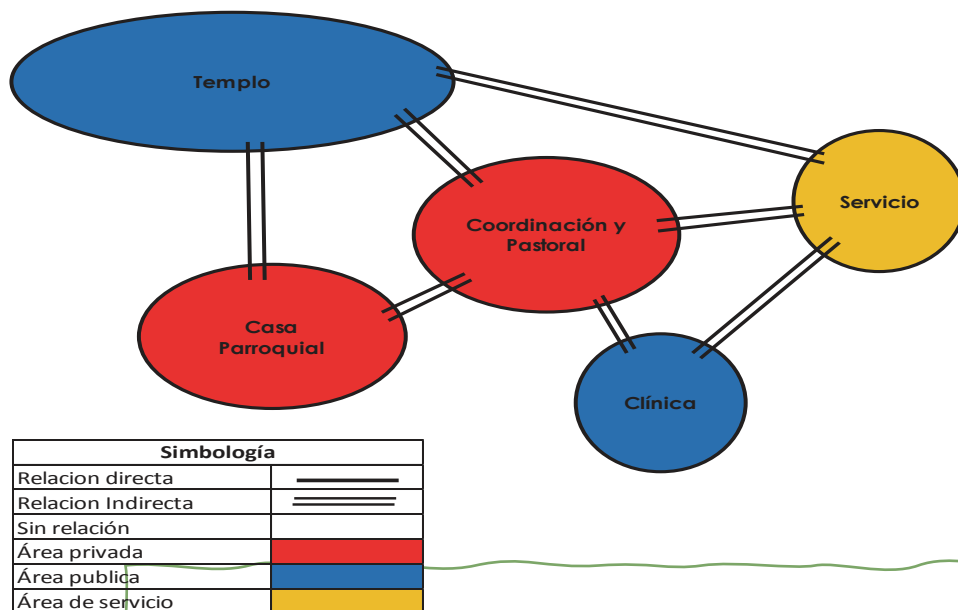 Templo
Servicio
Coordinación y
Pastoral
Casa
Parroquial
Clínica
Simbología
Relacion directa
Relacion Indirecta
Sin relación
Área privada
Área publica
Área de servicio